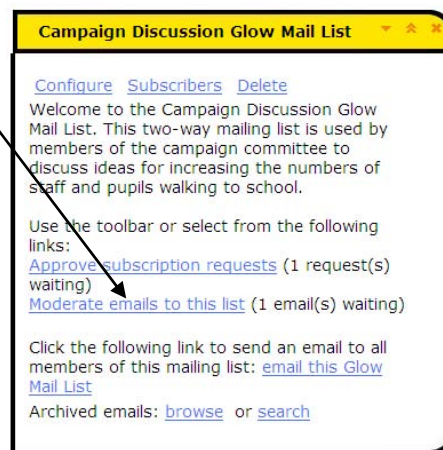 Campaign Discussion Glow Mail List
Configure Subscribers Delete
Welcome to the Campaign Discussion Glow
Mail List. This two-way mailing list is used by
members of the campaign committee to
discuss ideas for increasing the numbers of
staff and pupils walking to school.
Use the toolbar or select from the following
links:
Approve subscription requests (1 request(s)
waiting)
Moderate emails to this list (1 email(s) waiting)
Click the following link to send an email to all
members of this mailing list: email this Glow
Mail List
Archived emails: browse or search